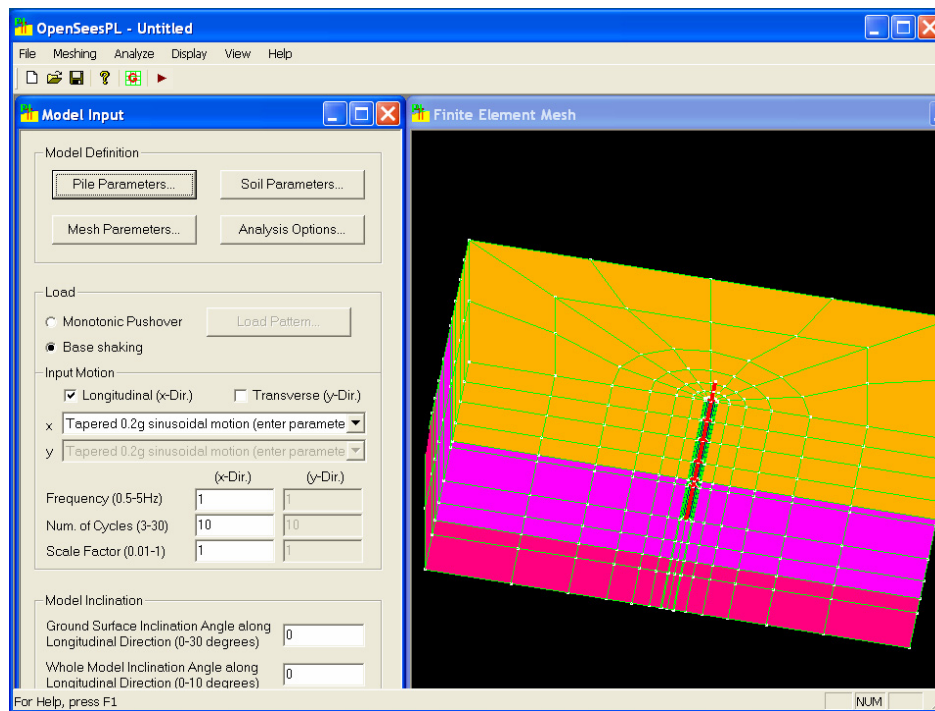 OpenSeesPL - Untitled
File Meshing Analyze Display View Help
Model Input
Finite Element Mesh
Model Definition
Pile Parameters...
Soil Parameters...
Mesh Paremeters...
Analysis Options...
Load
Monotonic Pushover
Load Pattern...
Base shaking
Input Motion
Longitudinal (x-Dir.)
Transverse (y-Dir.)
x Tapered 0.2g sinusoidal motion (enter paramete
y Tapered 0.2g sinusoidal motion (enter paramete
(x-Dir.) (y-Dir.)
Frequency (0.5-5Hz) 1 1
Num. of Cycles (3-30) 10 10
Scale Factor (0.01-1) 1 1
Model Inclination
Ground Surface Inclination Angle along
Longitudinal Direction (0-30 degrees) 0
Whole Model Inclination Angle along
Longitudinal Direction (0-10 degrees) 0
For Help, press F1
NUM